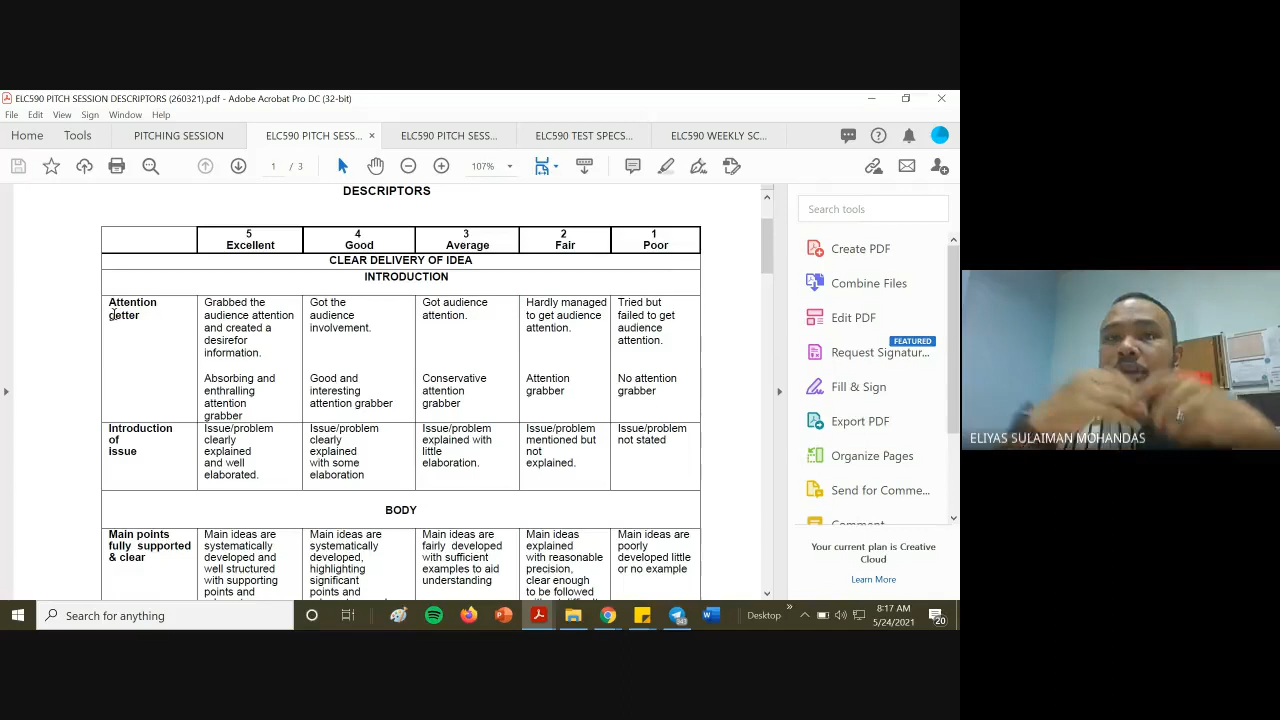 ELC590 PITCH SESSION DESCRIPTORS (260321).pdf - Adobe Acrobat Pro DC (32-bit)
File Edit View Sign Window Help
Home Tools PITCHING SESSION ELC590 PITCH SESS... × ELC590 PITCH SESS... ELC590 TEST SPECS... ELC590 WEEKLY SC...
1 / 3 107%
DESCRIPTORS
5 4 3 2 1
Excellent Good Average Fair Poor
CLEAR DELIVERY OF IDEA
INTRODUCTION
Attention
getter
Grabbed the
audience attention
and created a
desirefor
information.
Absorbing and
enthralling
attention
grabber
Got the
audience
involvement.
Good and
interesting
attention grabber
Got audience
attention.
Conservative
attention
grabber
Hardly managed
to get audience
attention.
Attention
grabber
Tried but
failed to get
audience
attention.
No attention
grabber
Introduction
of
issue
Issue/problem
clearly
explained
and well
elaborated.
Issue/problem
clearly
explained
with some
elaboration
Issue/problem
explained with
little
elaboration.
Issue/problem
mentioned but
not
explained.
Issue/problem
not stated
BODY
Main points
fully supported
& clear
Main ideas are
systematically
developed and
well structured
with supporting
points and
Main ideas are
systematically
developed,
highlighting
significant
points and
Main ideas are
fairly developed
with sufficient
examples to aid
understanding
Main ideas
explained
with reasonable
precision,
clear enough
to be followed
Main ideas are
poorly
developed little
or no example
Search tools
Create PDF
Combine Files
Edit PDF
FEATURED
Request Signatur...
Fill & Sign
Export PDF
Organize Pages
Send for Comme...
Comment
Your current plan is Creative
Cloud
Learn More
ELIYAS SULAIMAN MOHANDAS
Search for anything
Desktop
8:17 AM
5/24/2021
20